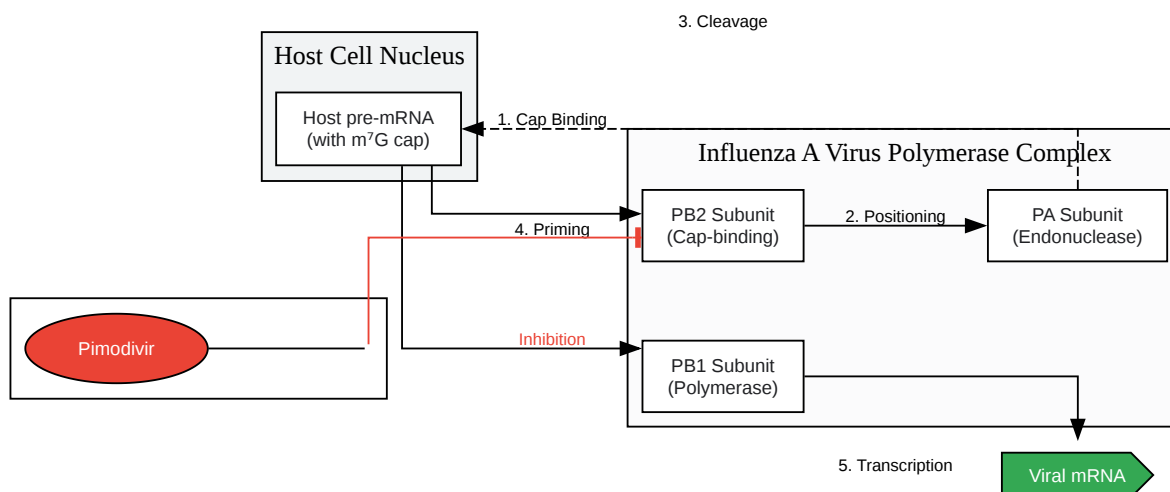 3. Cleavage
Host Cell Nucleus
Host pre-mRNA
(with m⁷G cap)
1. Cap Binding
Influenza A Virus Polymerase Complex
PB2 Subunit
(Cap-binding)
2. Positioning
PA Subunit
(Endonuclease)
4. Priming
Pimodivir
Inhibition
PB1 Subunit
(Polymerase)
5. Transcription
Viral mRNA